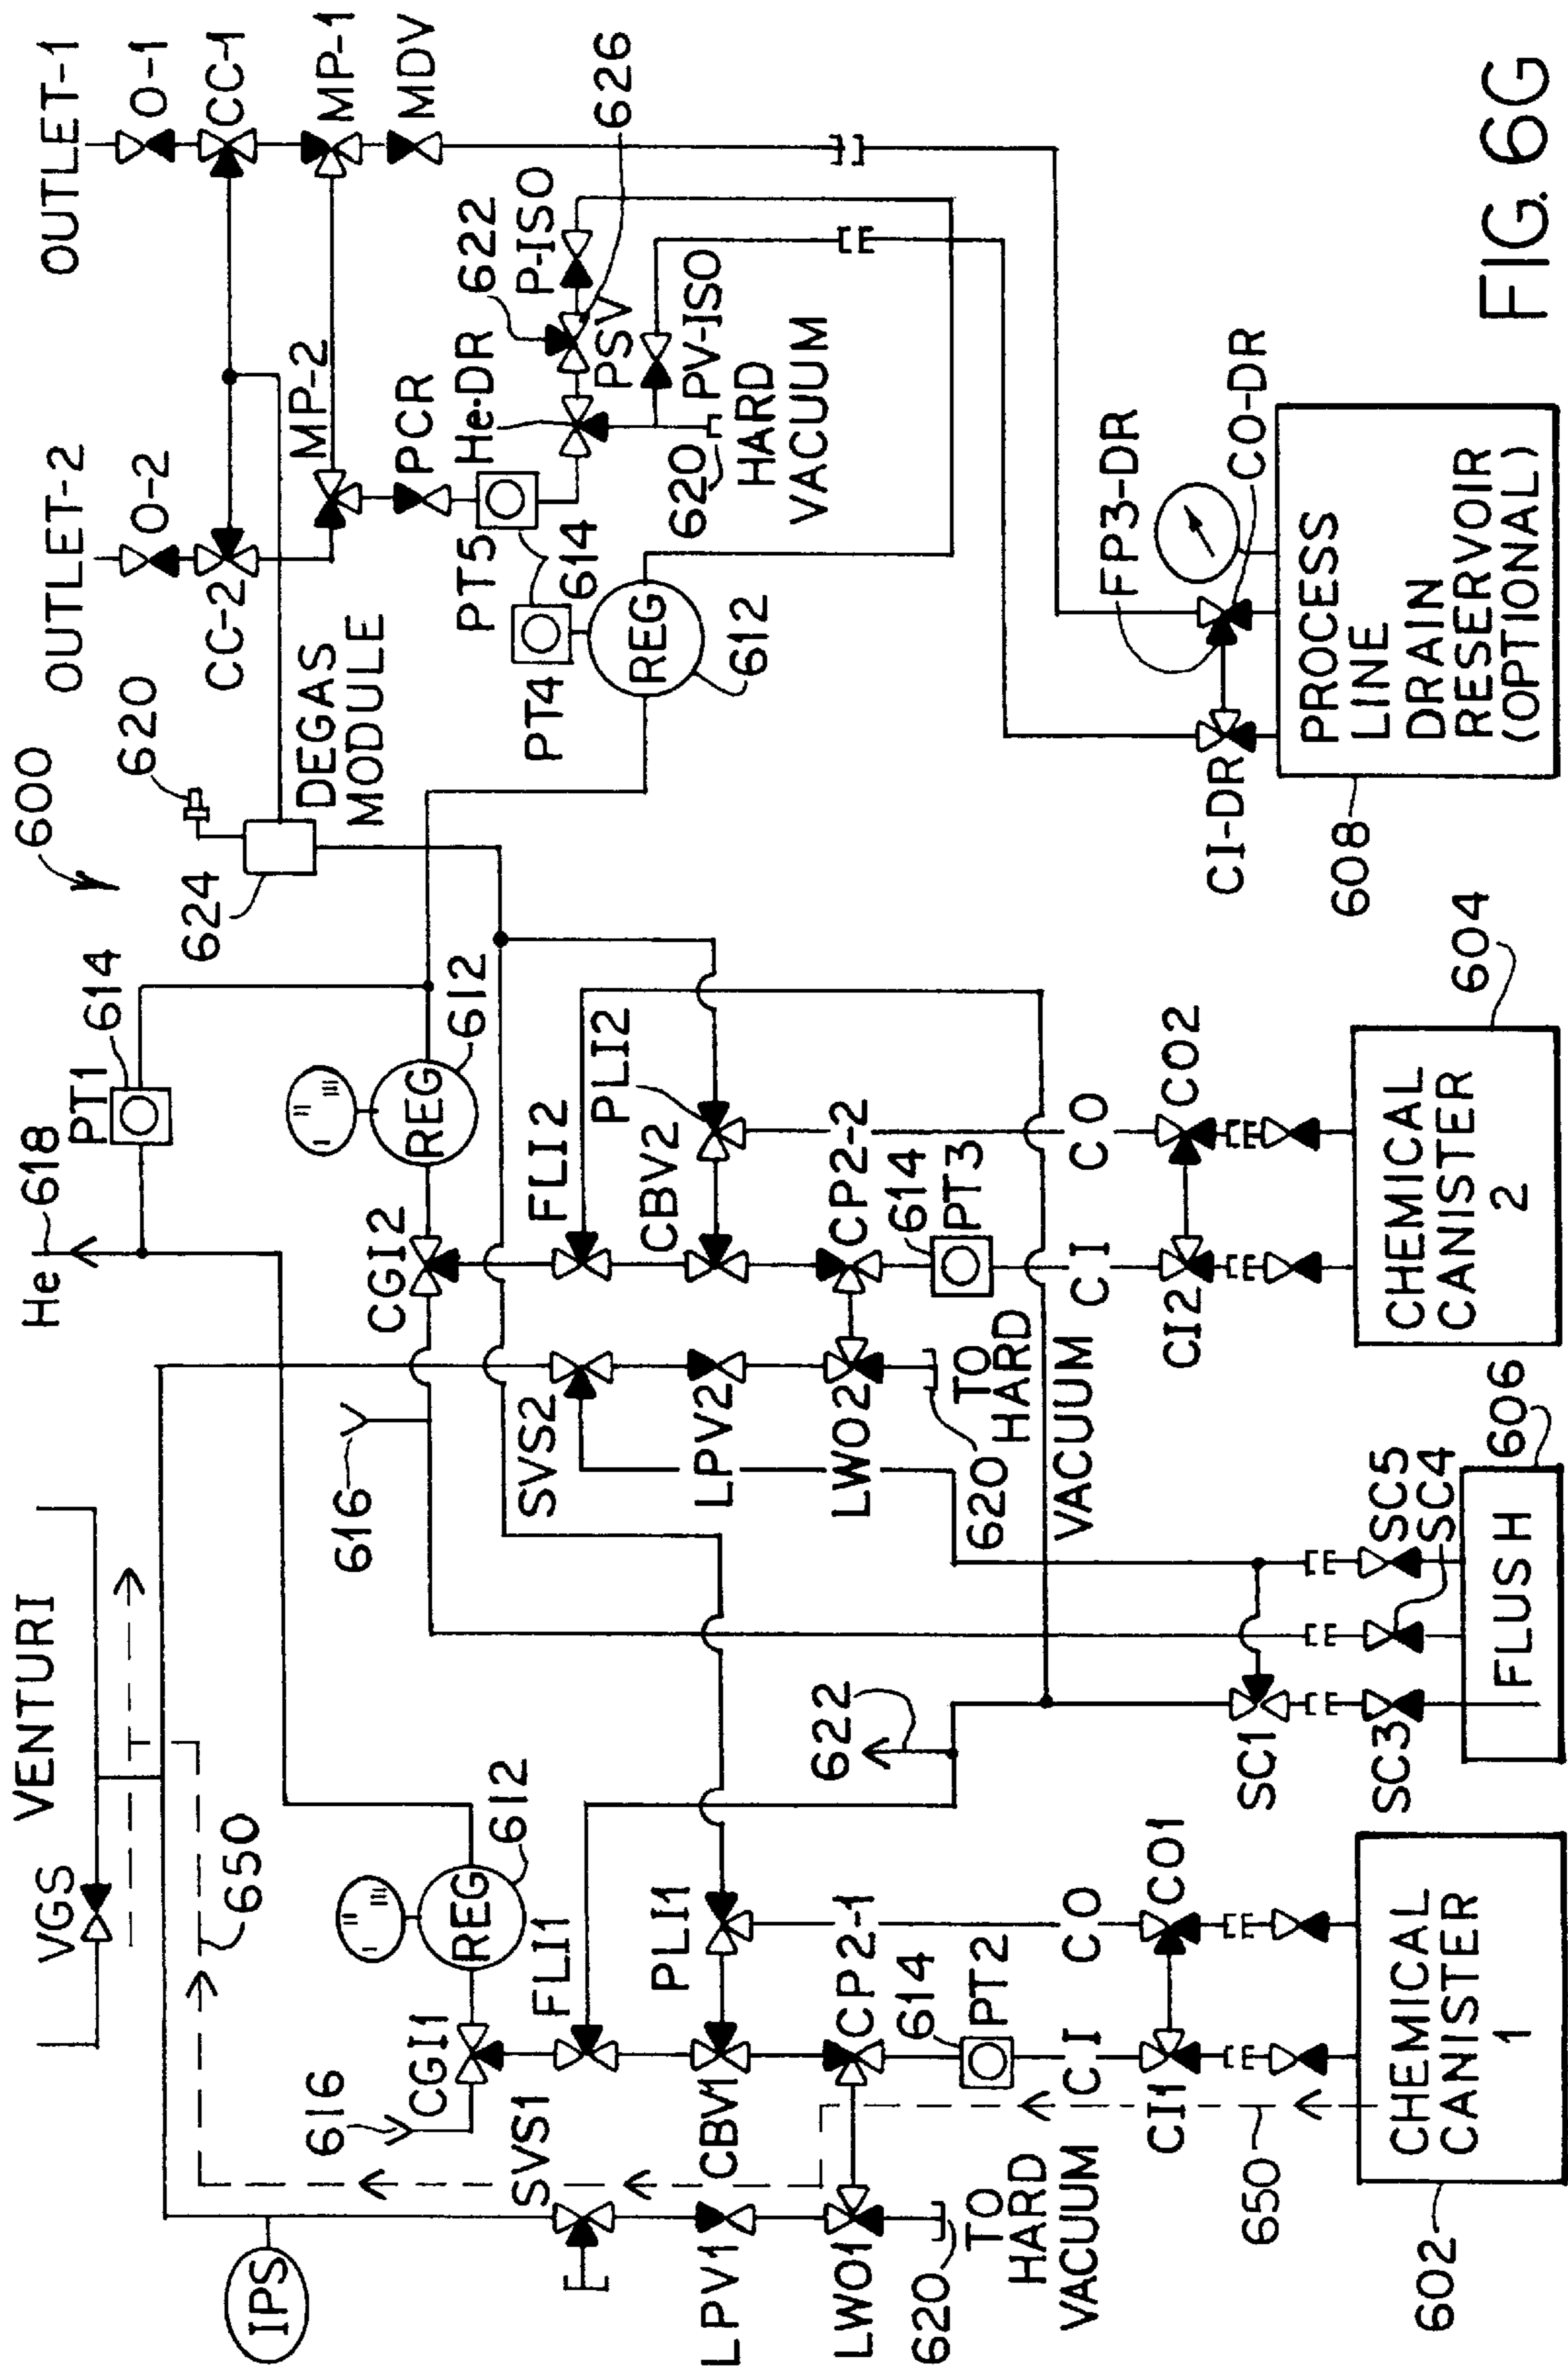 OUTLET-1
O-1
CC-1
MP-1
MDV
OUTLET-2
O-2
CC-2
MP-2
PCR
He-DR
622
P-ISO
626
PSV
PV-ISO
620
HARD
VACUUM
PT5
614
PT4
REG
612
600
620
624
DEGAS
MODULE
FP3-DR
CO-DR
CI-DR
PROCESS
LINE
DRAIN
RESERVOIR
(OPTIONAL)
608
He
618
PT1
614
612
REG
CGI2
FLI2
PLI2
CBV2
CP2-2
614
PT3
CO
CI
CO2
CI2
CHEMICAL
CANISTER
2
604
616
SVS2
LPV2
LWO2
620
TO
HARD
VACUUM
SC5
SC4
606
FLUSH
SC1
SC3
622
VENTURI
VGS
650
612
REG
CGI1
616
FLI1
PLI1
SVS1
CBV1
CP2-1
614
PT2
CO
CI
CO1
CI1
IPS
LPV1
LWO1
620
TO
HARD
VACUUM
650
CHEMICAL
CANISTER
1
602
FIG. 6G